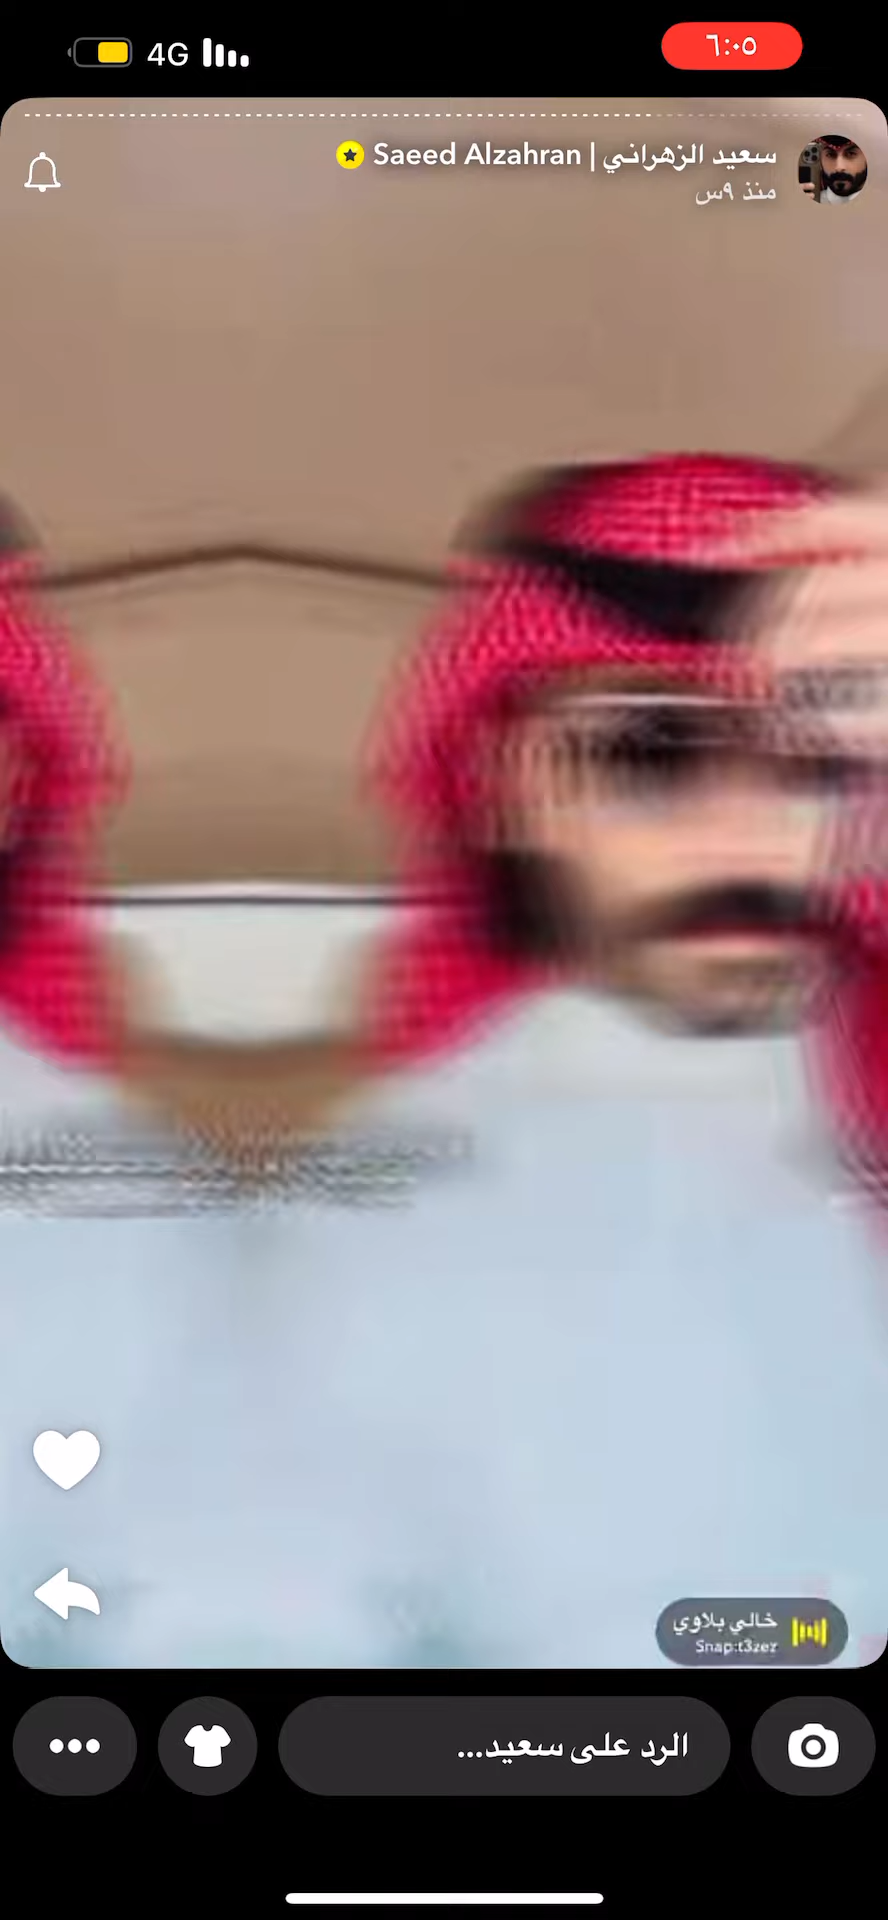 4G
٦:٠٥
سعيد الزهراني | Saeed Alzahran
منذ ٩س
خالي بلاوي
Snap:t3zez
الرد على سعيد...